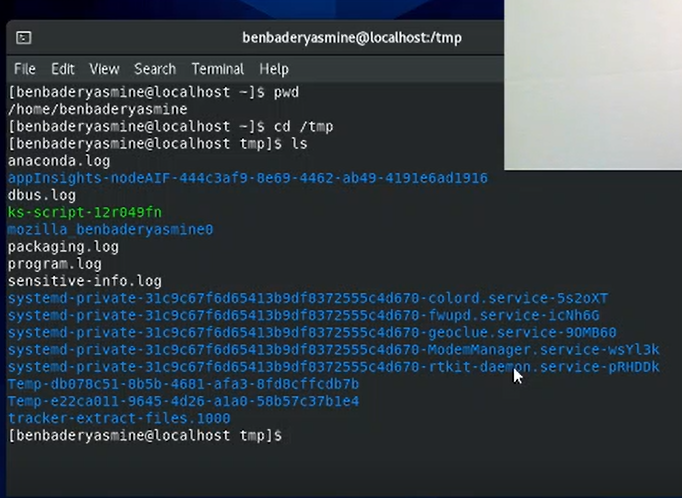 benbaderyasmine@localhost:/tmp
File Edit View Search Terminal Help
[benbaderyasmine@localhost ~]$ pwd
/home/benbaderyasmine
[benbaderyasmine@localhost ~]$ cd /tmp
[benbaderyasmine@localhost tmp]$ ls
anaconda.log
appInsights-nodeAIF-444c3af9-8e69-4462-ab49-4191e6ad1916
dbus.log
ks-script-12r049fn
mozilla_benbaderyasmine0
packaging.log
program.log
sensitive-info.log
systemd-private-31c9c67f6d65413b9df8372555c4d670-colord.service-5s2oXT
systemd-private-31c9c67f6d65413b9df8372555c4d670-fwupd.service-icNh6G
systemd-private-31c9c67f6d65413b9df8372555c4d670-geoclue.service-9OMB60
systemd-private-31c9c67f6d65413b9df8372555c4d670-ModemManager.service-wsYl3k
systemd-private-31c9c67f6d65413b9df8372555c4d670-rtkit-daemon.service-pRHDDk
Temp-db078c51-8b5b-4681-afa3-8fd8cffcdb7b
Temp-e22ca011-9645-4d26-a1a0-58b57c37b1e4
tracker-extract-files.1000
[benbaderyasmine@localhost tmp]$